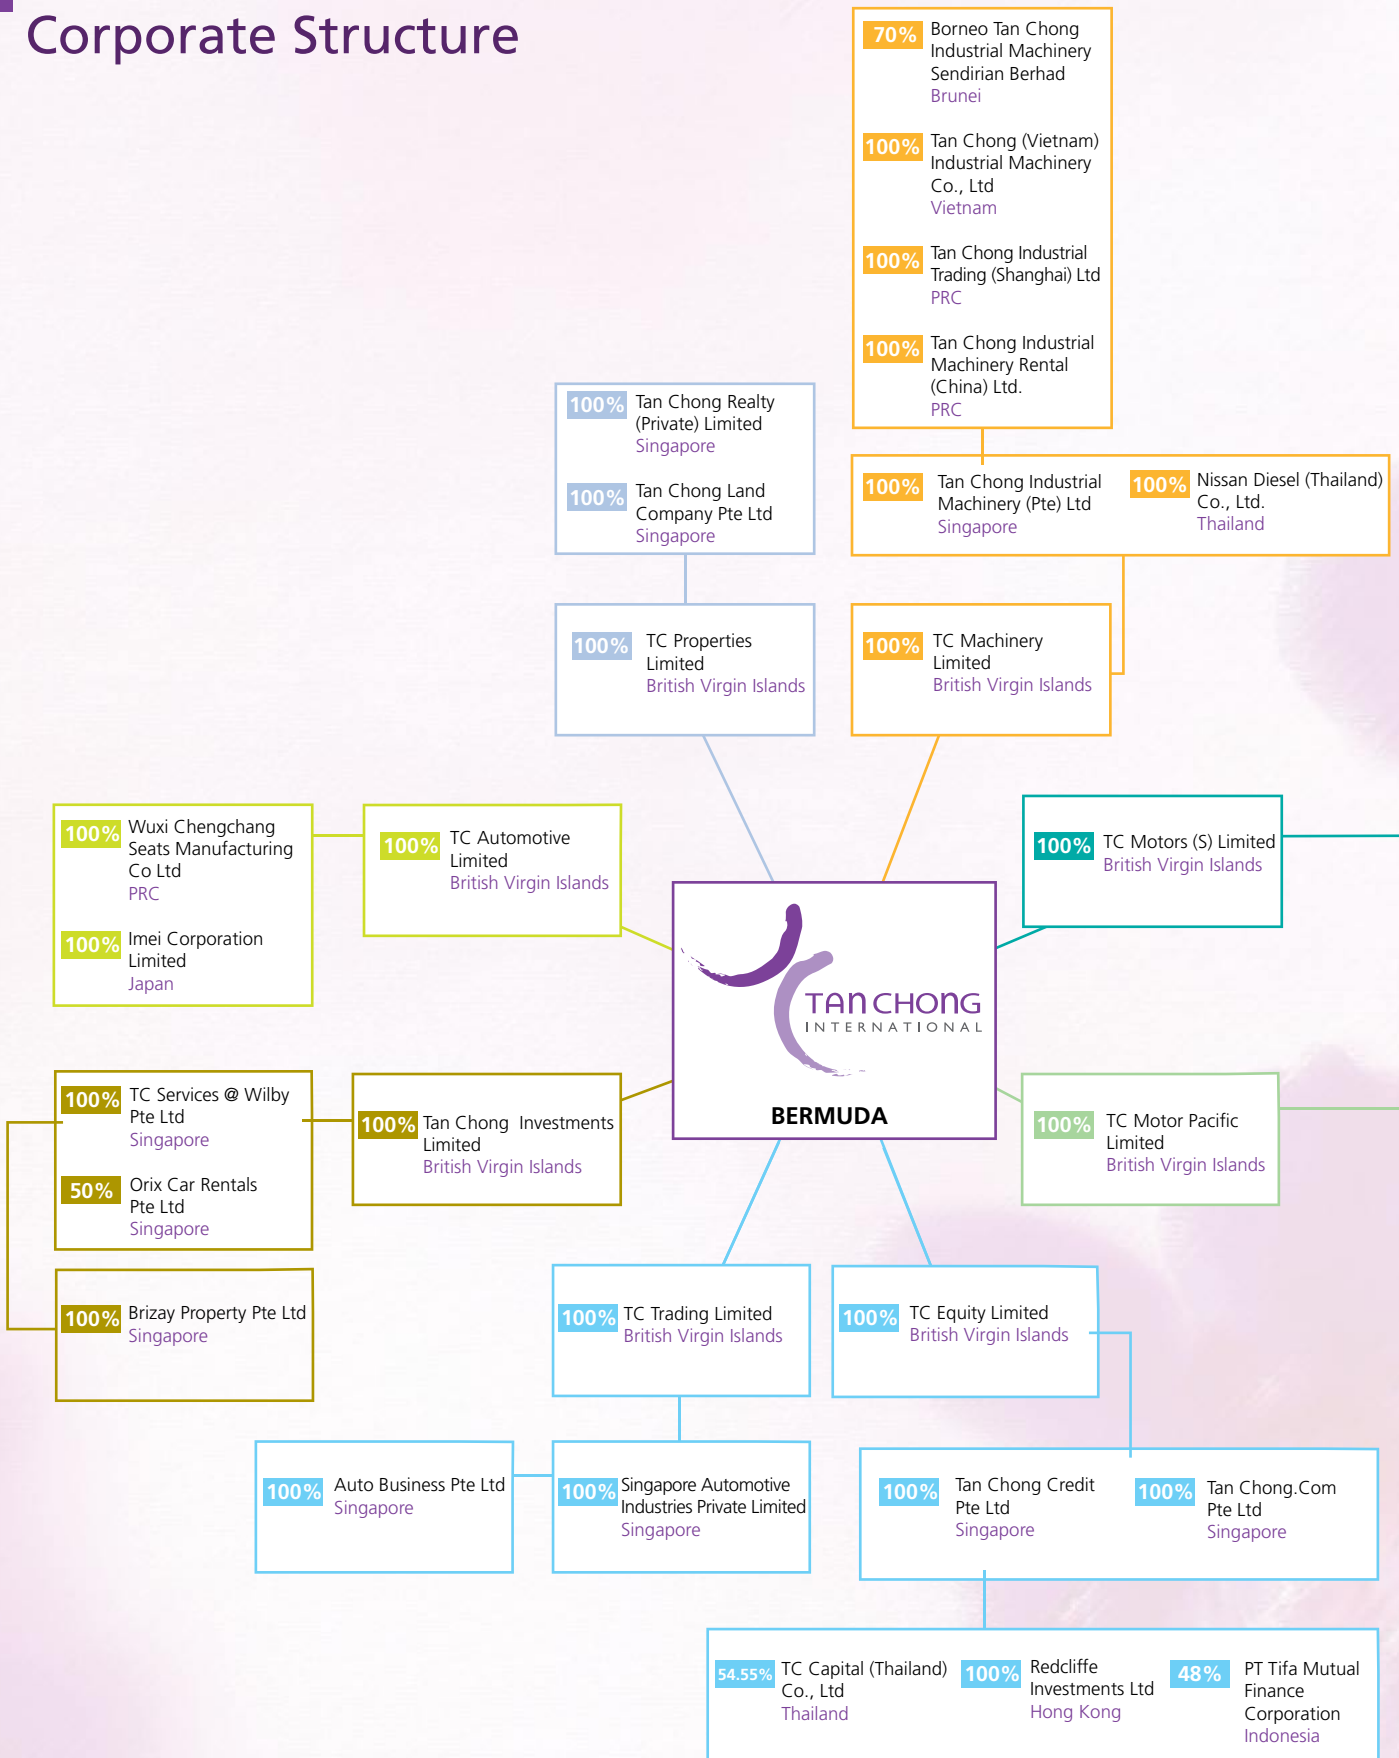 Corporate Structure
70% Borneo Tan Chong
Industrial Machinery
Sendirian Berhad
Brunei
100% Tan Chong (Vietnam)
Industrial Machinery
Co., Ltd
Vietnam
100% Tan Chong Industrial
Trading (Shanghai) Ltd
PRC
100% Tan Chong Industrial
Machinery Rental
(China) Ltd.
PRC
100% Tan Chong Realty
(Private) Limited
Singapore
100% Tan Chong Land
Company Pte Ltd
Singapore
100% Tan Chong Industrial
Machinery (Pte) Ltd
Singapore
100% Nissan Diesel (Thailand)
Co., Ltd.
Thailand
100% TC Properties
Limited
British Virgin Islands
100% TC Machinery
Limited
British Virgin Islands
100% Wuxi Chengchang
Seats Manufacturing
Co Ltd
PRC
100% Imei Corporation
Limited
Japan
100% TC Automotive
Limited
British Virgin Islands
100% TC Motors (S) Limited
British Virgin Islands
TAN CHONG
INTERNATIONAL
BERMUDA
100% TC Services @ Wilby
Pte Ltd
Singapore
50% Orix Car Rentals
Pte Ltd
Singapore
100% Tan Chong Investments
Limited
British Virgin Islands
100% TC Motor Pacific
Limited
British Virgin Islands
100% Brizay Property Pte Ltd
Singapore
100% TC Trading Limited
British Virgin Islands
100% TC Equity Limited
British Virgin Islands
100% Auto Business Pte Ltd
Singapore
100% Singapore Automotive
Industries Private Limited
Singapore
100% Tan Chong Credit
Pte Ltd
Singapore
100% Tan Chong.Com
Pte Ltd
Singapore
54.55% TC Capital (Thailand)
Co., Ltd
Thailand
100% Redcliffe
Investments Ltd
Hong Kong
48% PT Tifa Mutual
Finance
Corporation
Indonesia